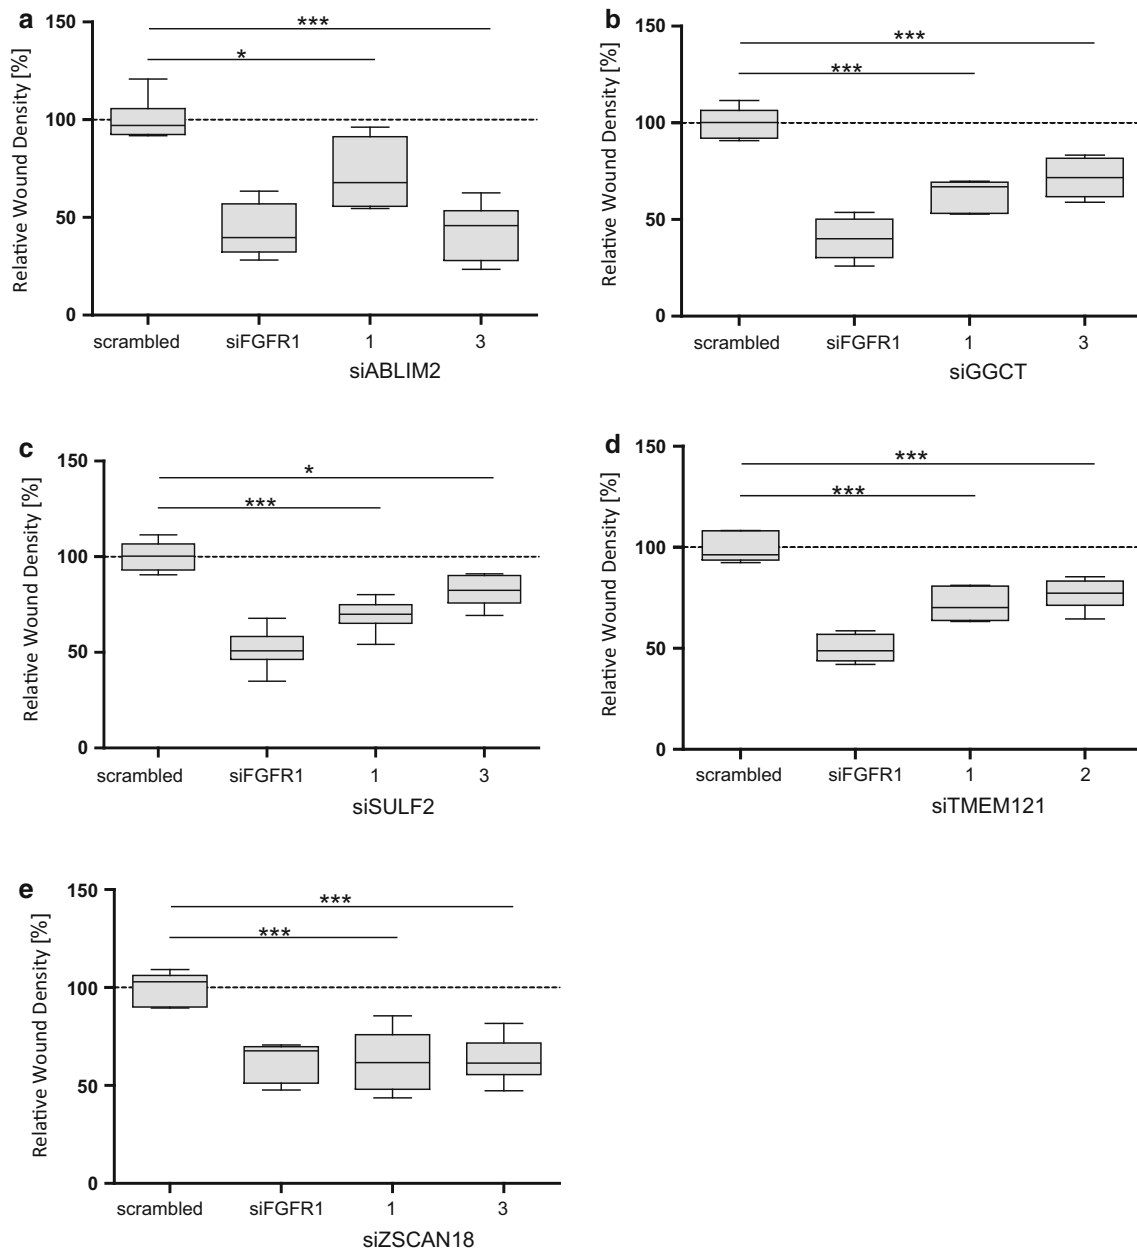 a
Relative Wound Density [%]
150
100
50
0
***
*
scrambled siFGFR1 1 3
siABLIM2
b
Relative Wound Density [%]
150
100
50
0
***
***
scrambled siFGFR1 1 3
siGGCT
c
Relative Wound Density [%]
150
100
50
0
*
***
scrambled siFGFR1 1 3
siSULF2
d
Relative Wound Density [%]
150
100
50
0
***
***
scrambled siFGFR1 1 2
siTMEM121
e
Relative Wound Density [%]
150
100
50
0
***
***
scrambled siFGFR1 1 3
siZSCAN18